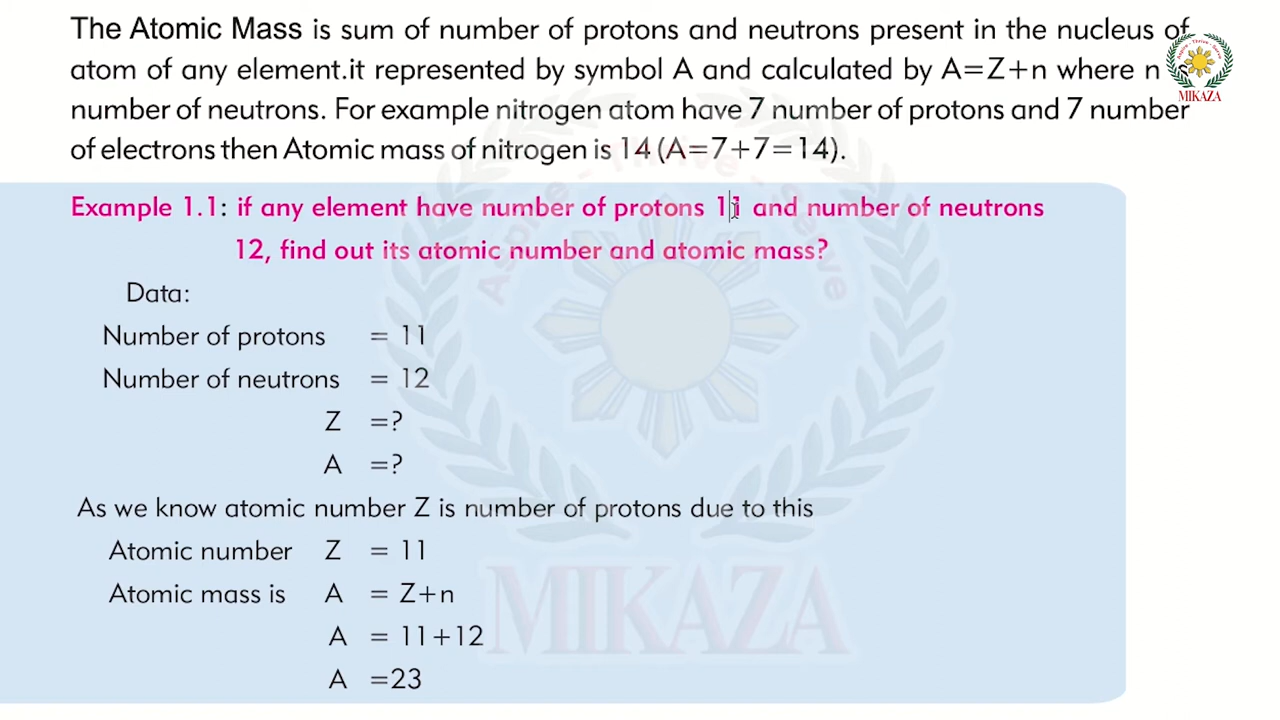 The Atomic Mass is sum of number of protons and neutrons present in the nucleus of
atom of any element.it represented by symbol A and calculated by A=Z+n where n
number of neutrons. For example nitrogen atom have 7 number of protons and 7 number
of electrons then Atomic mass of nitrogen is 14 (A=7+7=14).
MIKAZA
Example 1.1: if any element have number of protons 11 and number of neutrons
12, find out its atomic number and atomic mass?
Data:
Number of protons = 11
Number of neutrons = 12
Z =?
A =?
As we know atomic number Z is number of protons due to this
Atomic number Z = 11
Atomic mass is A = Z+n
A = 11+12
A =23
Aspire - Thrive - Serve
MIKAZA